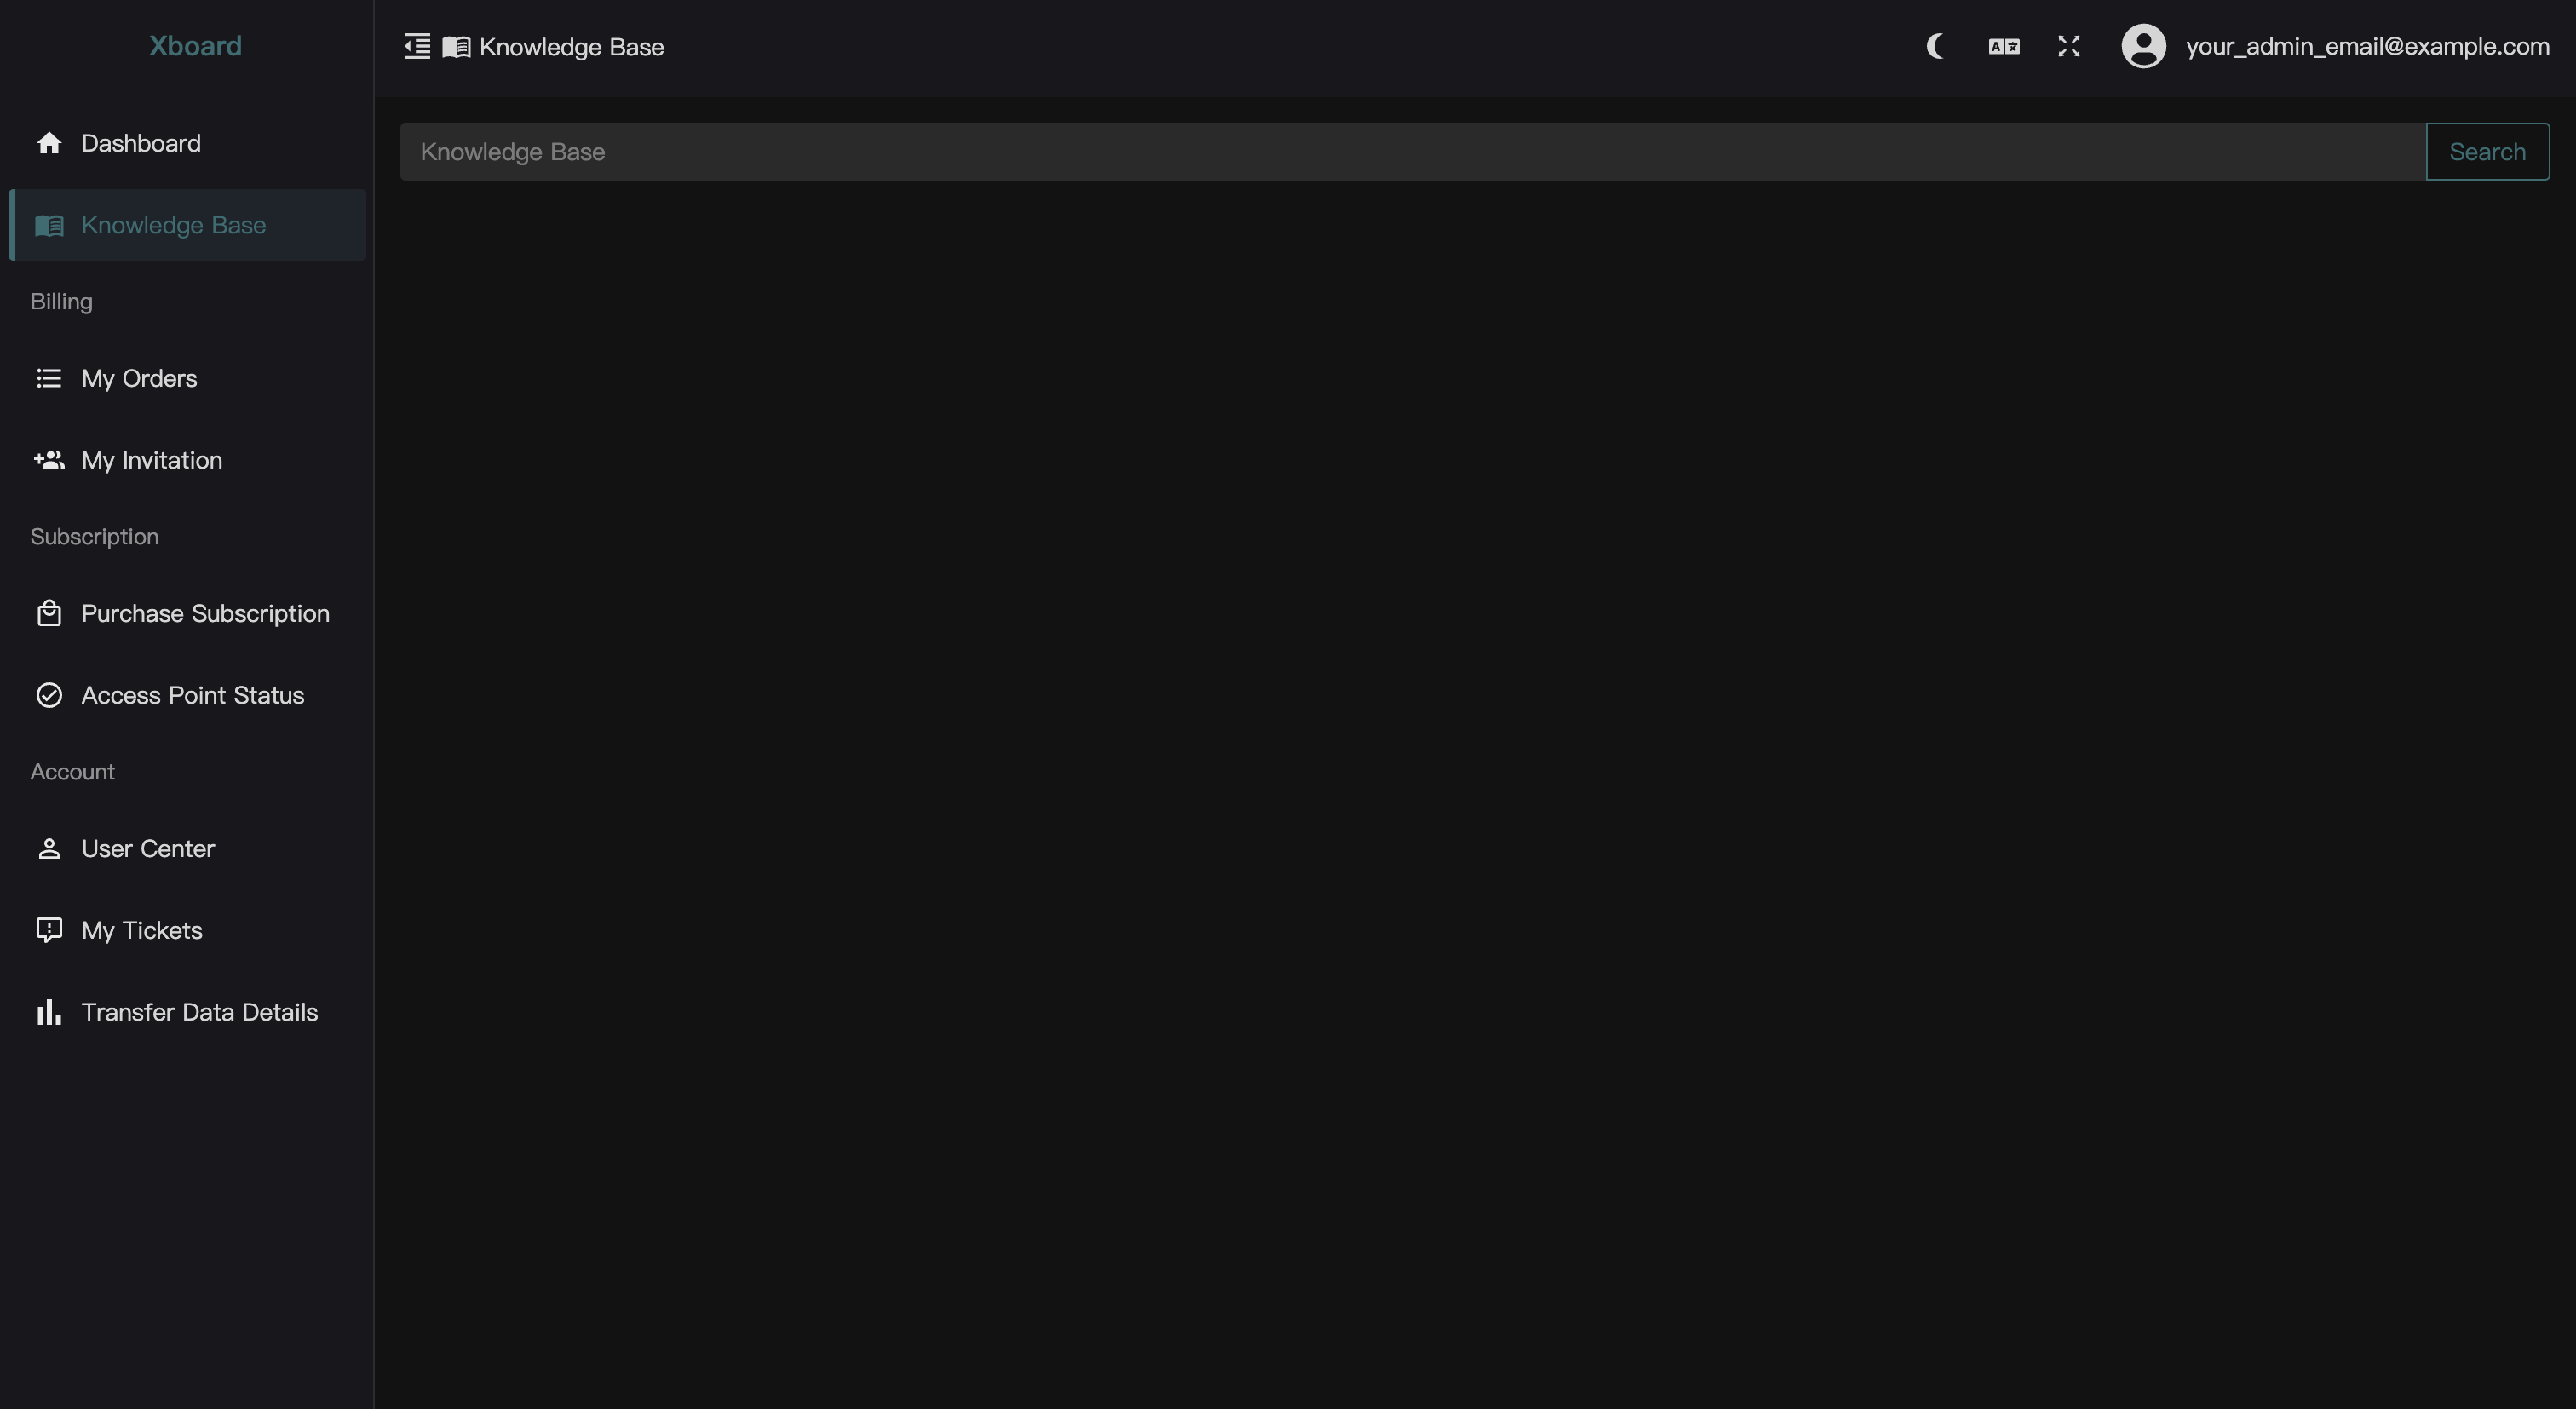 Xboard
Dashboard
Knowledge Base
Billing
My Orders
My Invitation
Subscription
Purchase Subscription
Access Point Status
Account
User Center
My Tickets
Transfer Data Details
Knowledge Base
your_admin_email@example.com
Knowledge Base
Search